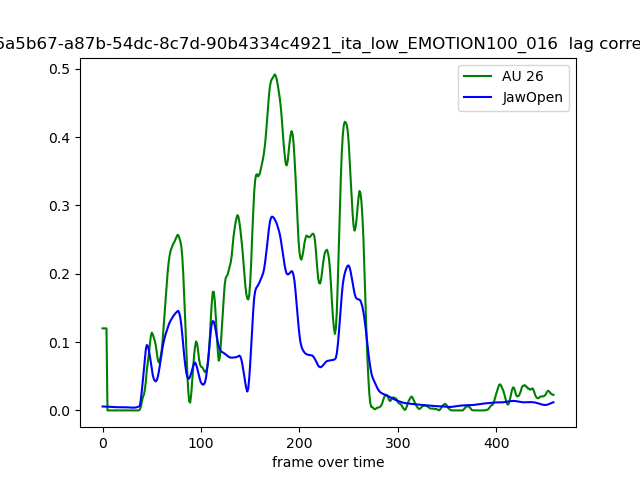 6a5b67-a87b-54dc-8c7d-90b4334c4921_ita_low_EMOTION100_016 lag corre
AU 26
JawOpen
0.5
0.4
0.3
0.2
0.1
0.0
0 100 200 300 400
frame over time